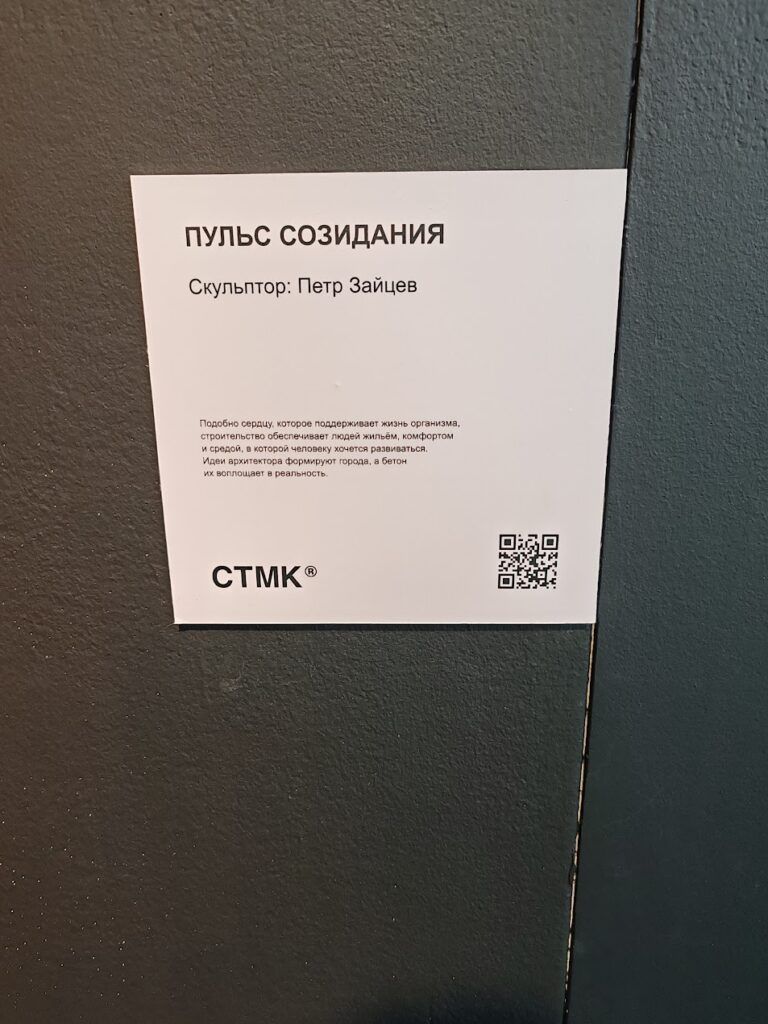 ПУЛЬС СОЗИДАНИЯ
Скульптор: Петр Зайцев
Подобно сердцу, которое поддерживает жизнь организма,
строительство обеспечивает людей жильём, комфортом
и средой, в которой человеку хочется развиваться.
Идеи архитектора формируют города, а бетон
их воплощает в реальность.
СТМК®